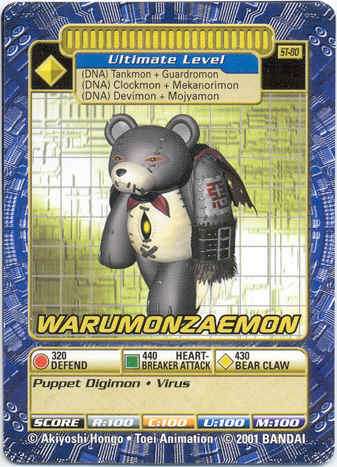 ST-80
Ultimate Level
(DNA) Tankmon + Guardromon
(DNA) Clockmon + Mekanorimon
(DNA) Devimon + Mojyamon
WARUMONZAEMON
320 DEFEND
440 HEART-BREAKER ATTACK
430 BEAR CLAW
Puppet Digimon • Virus
SCORE R:100 C:100 U:100 M:100
© Akiyoshi Hongo • Toei Animation • © 2001 BANDAI